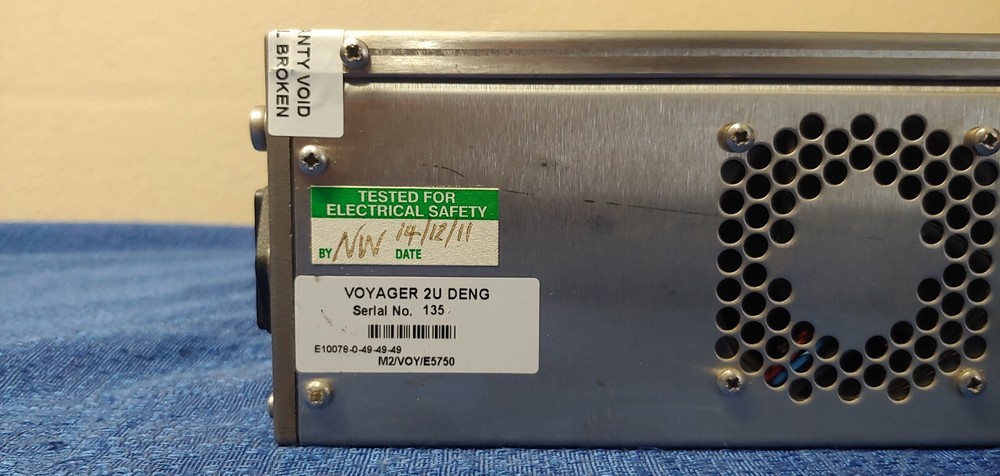 NTY VOID
L BROKEN
TESTED FOR
ELECTRICAL SAFETY
BY NW DATE 14/12/11
VOYAGER 2U DENG
Serial No. 135
E10078-0-49-49-49
M2/VOY/E5750